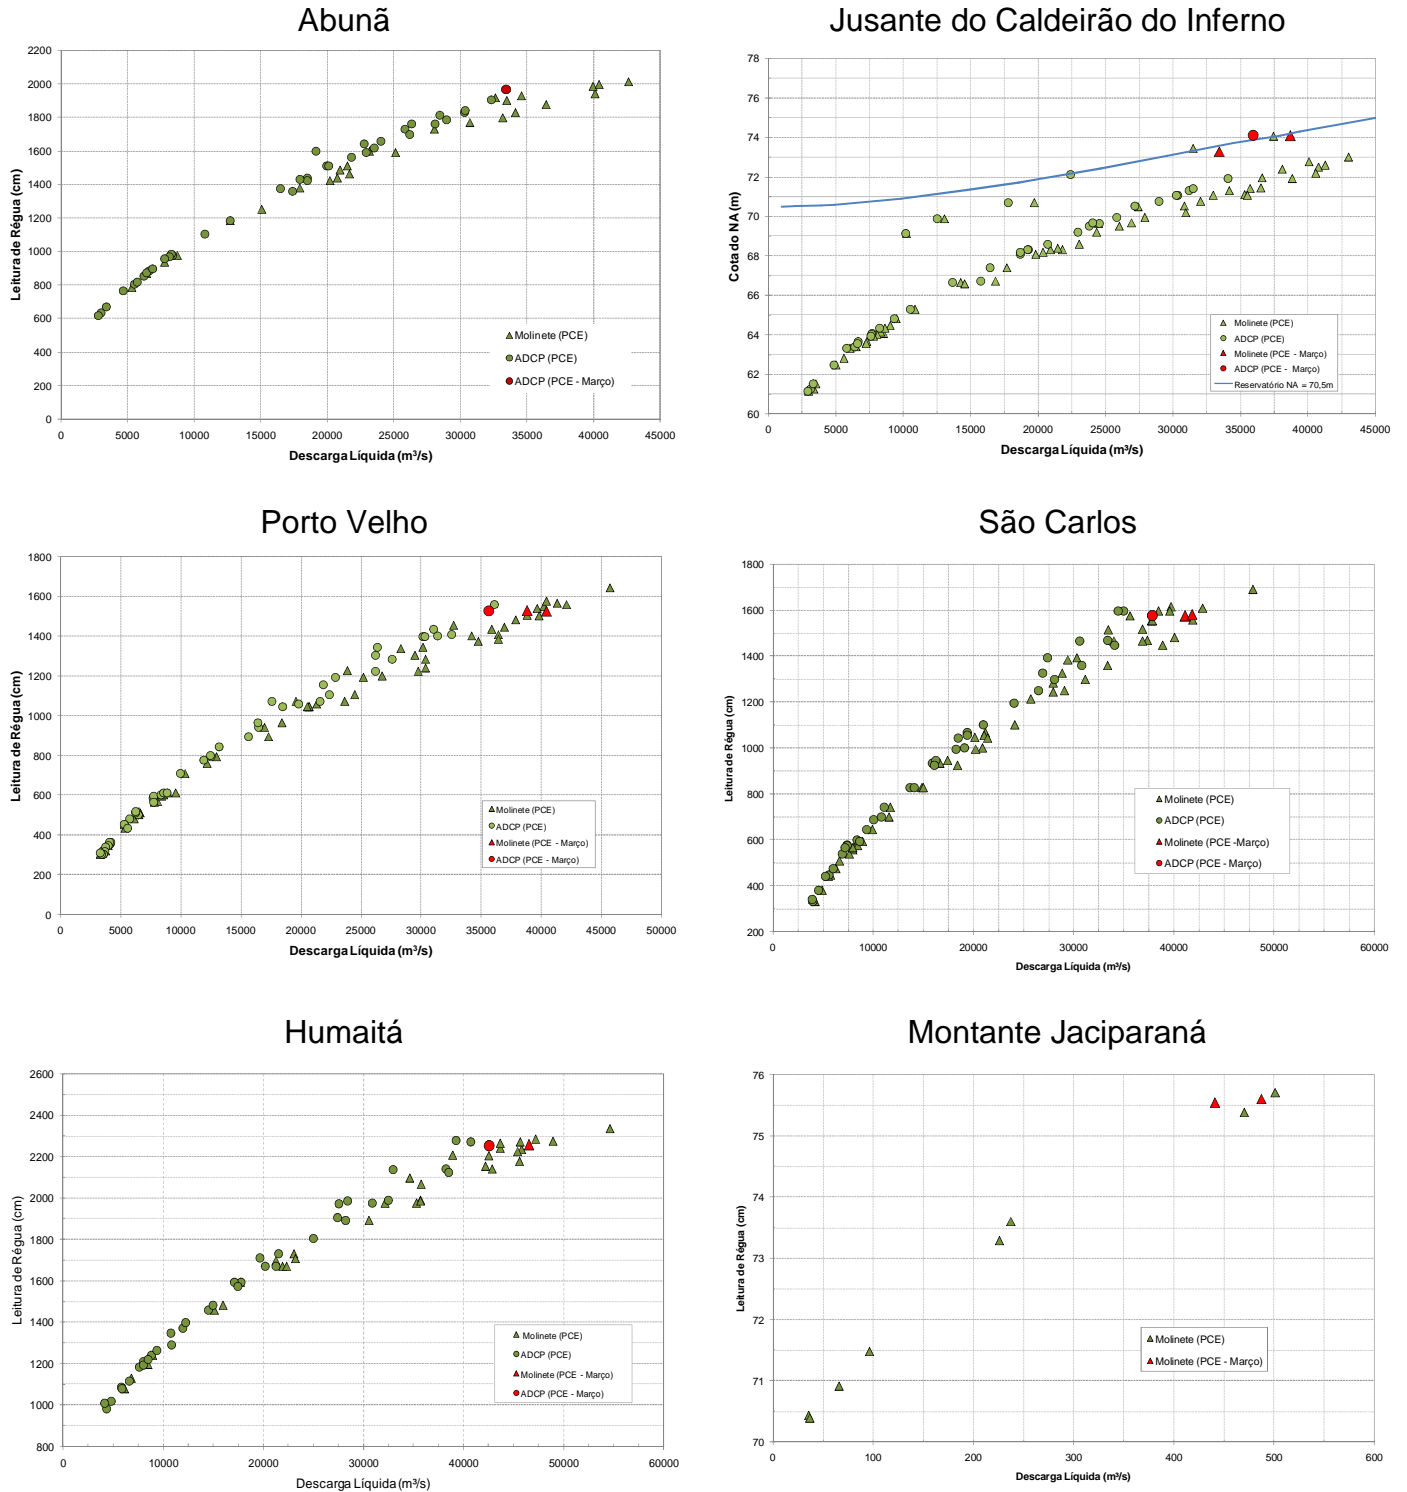 Abunã
Jusante do Caldeirão do Inferno
2200
2000
1800
1600
1400
1200
1000
800
600
400
200
0
Leitura de Régua (cm)
Molinete (PCE)
ADCP (PCE)
ADCP (PCE - Março)
0 5000 10000 15000 20000 25000 30000 35000 40000 45000
Descarga Líquida (m³/s)
78
76
74
72
70
68
66
64
62
60
Cota do NA (m)
Molinete (PCE)
ADCP (PCE)
Molinete (PCE - Março)
ADCP (PCE - Março)
Reservatório NA = 70,5m
0 5000 10000 15000 20000 25000 30000 35000 40000 45000
Descarga Líquida (m³/s)
Porto Velho
São Carlos
1800
1600
1400
1200
1000
800
600
400
200
0
Leitura de Régua (cm)
Molinete (PCE)
ADCP (PCE)
Molinete (PCE - Março)
ADCP (PCE - Março)
0 5000 10000 15000 20000 25000 30000 35000 40000 45000 50000
Descarga Líquida (m³/s)
1800
1600
1400
1200
1000
800
600
400
200
Leitura de Régua (cm)
Molinete (PCE)
ADCP (PCE)
Molinete (PCE -Março)
ADCP (PCE - Março)
0 10000 20000 30000 40000 50000 60000
Descarga Líquida (m³/s)
Humaitá
Montante Jaciparaná
2600
2400
2200
2000
1800
1600
1400
1200
1000
800
Leitura de Régua (cm)
Molinete (PCE)
ADCP (PCE)
Molinete (PCE - Março)
ADCP (PCE - Março)
0 10000 20000 30000 40000 50000 60000
Descarga Líquida (m³/s)
76
75
74
73
72
71
70
Leitura de Régua (cm)
Molinete (PCE)
Molinete (PCE - Março)
0 100 200 300 400 500 600
Descarga Líquida (m³/s)